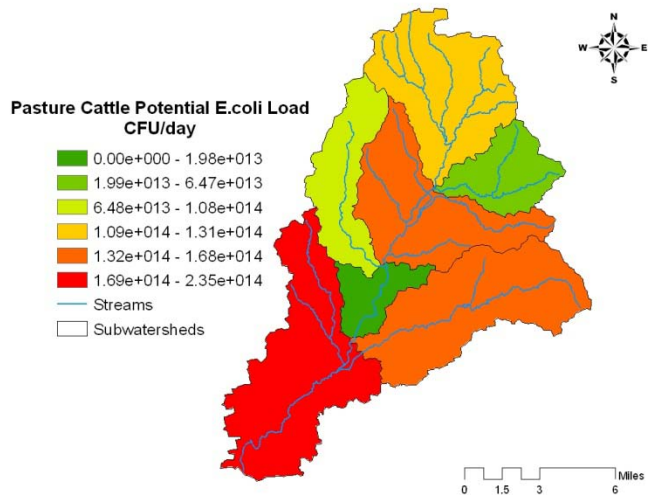 N
W E
S
Pasture Cattle Potential E.coli Load
CFU/day
0.00e+000 - 1.98e+013
1.99e+013 - 6.47e+013
6.48e+013 - 1.08e+014
1.09e+014 - 1.31e+014
1.32e+014 - 1.68e+014
1.69e+014 - 2.35e+014
Streams
Subwatersheds
Miles
0 1.5 3 6